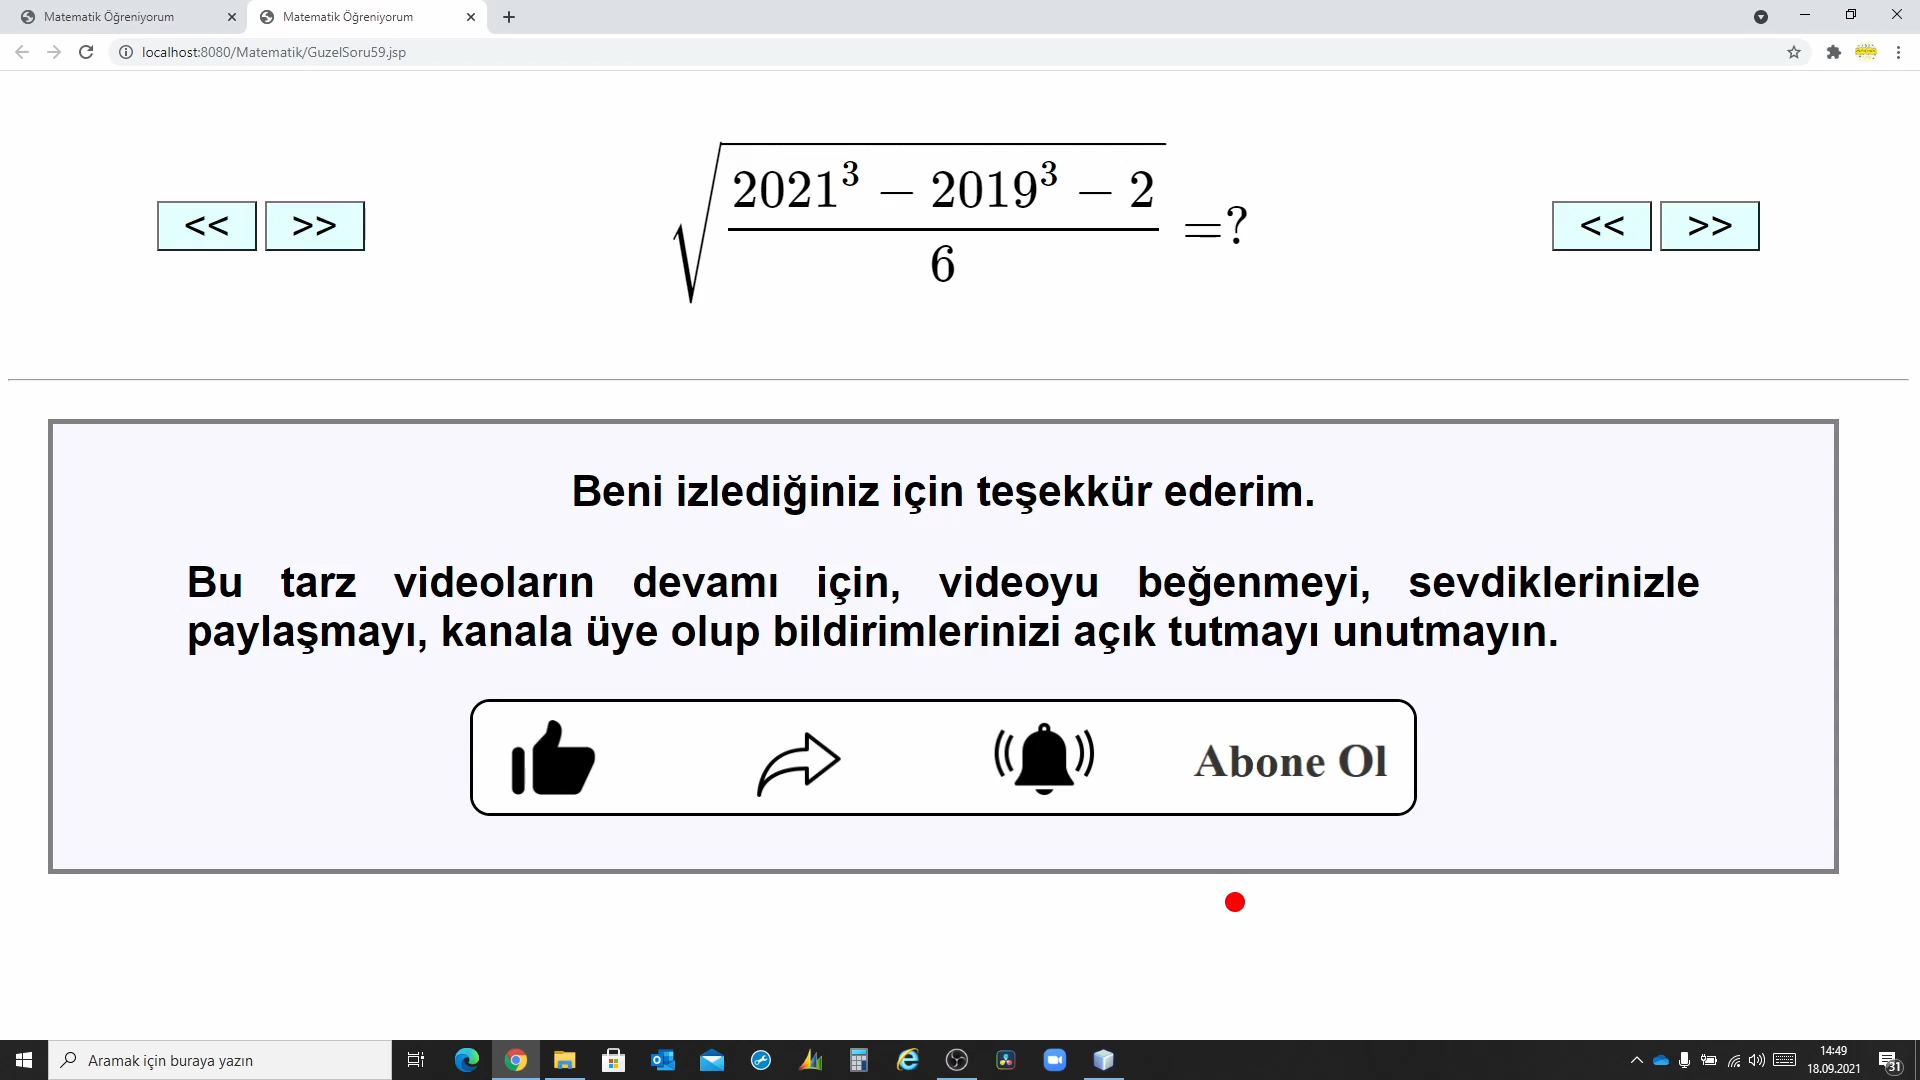 Matematik Öğreniyorum
Matematik Öğreniyorum
localhost:8080/Matematik/GuzelSoru59.jsp
<< >>
√((2021³ − 2019³ − 2)/6) =?
<< >>
Beni izlediğiniz için teşekkür ederim.
Bu tarz videoların devamı için, videoyu beğenmeyi, sevdiklerinizle
paylaşmayı, kanala üye olup bildirimlerinizi açık tutmayı unutmayın.
Abone Ol
Aramak için buraya yazın
14:49
18.09.2021
31